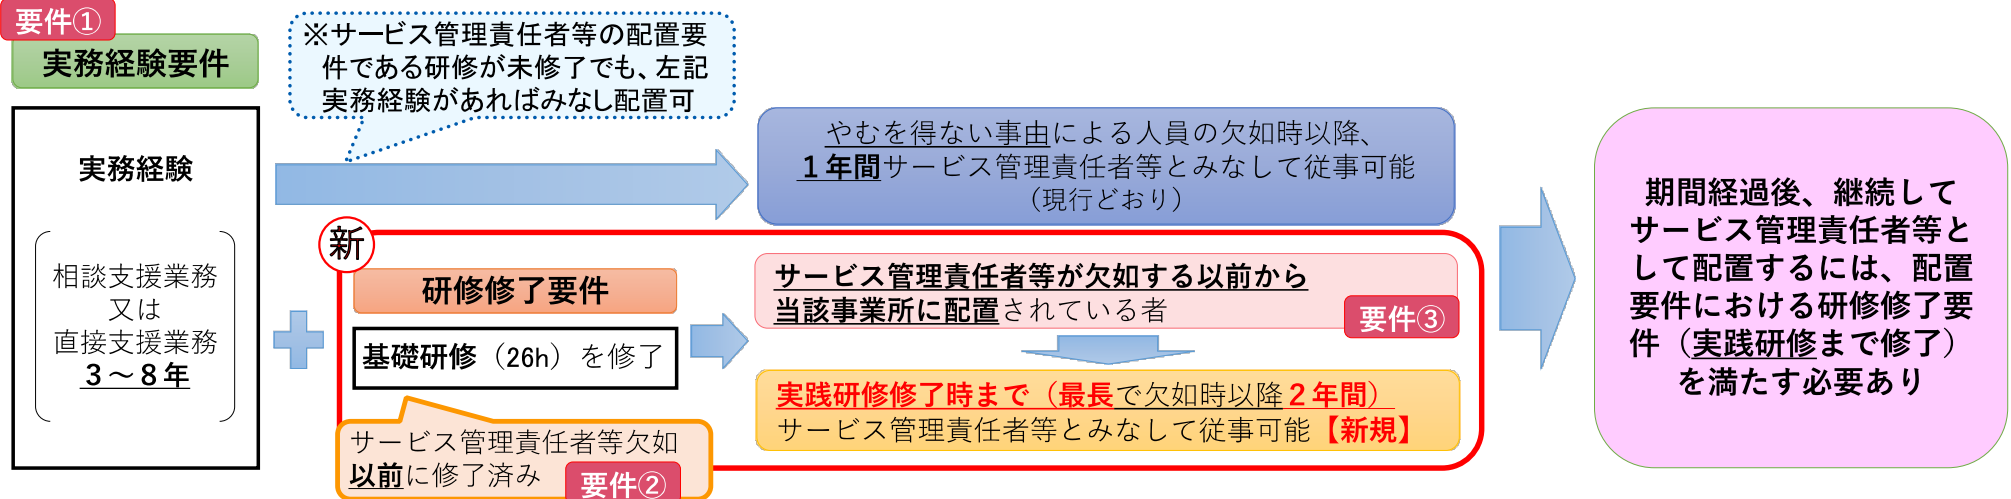 要件①
実務経験要件
実務経験
相談支援業務
又は
直接支援業務
3～8年
※サービス管理責任者等の配置要
件である研修が未修了でも、左記
実務経験があればみなし配置可
やむを得ない事由による人員の欠如時以降、
1年間サービス管理責任者等とみなして従事可能
（現行どおり）
新
研修修了要件
基礎研修（26h）を修了
サービス管理責任者等欠如
以前に修了済み
要件②
サービス管理責任者等が欠如する以前から
当該事業所に配置されている者
要件③
実践研修修了時まで（最長で欠如時以降2年間）
サービス管理責任者等とみなして従事可能【新規】
期間経過後、継続して
サービス管理責任者等と
して配置するには、配置
要件における研修修了要
件（実践研修まで修了）
を満たす必要あり